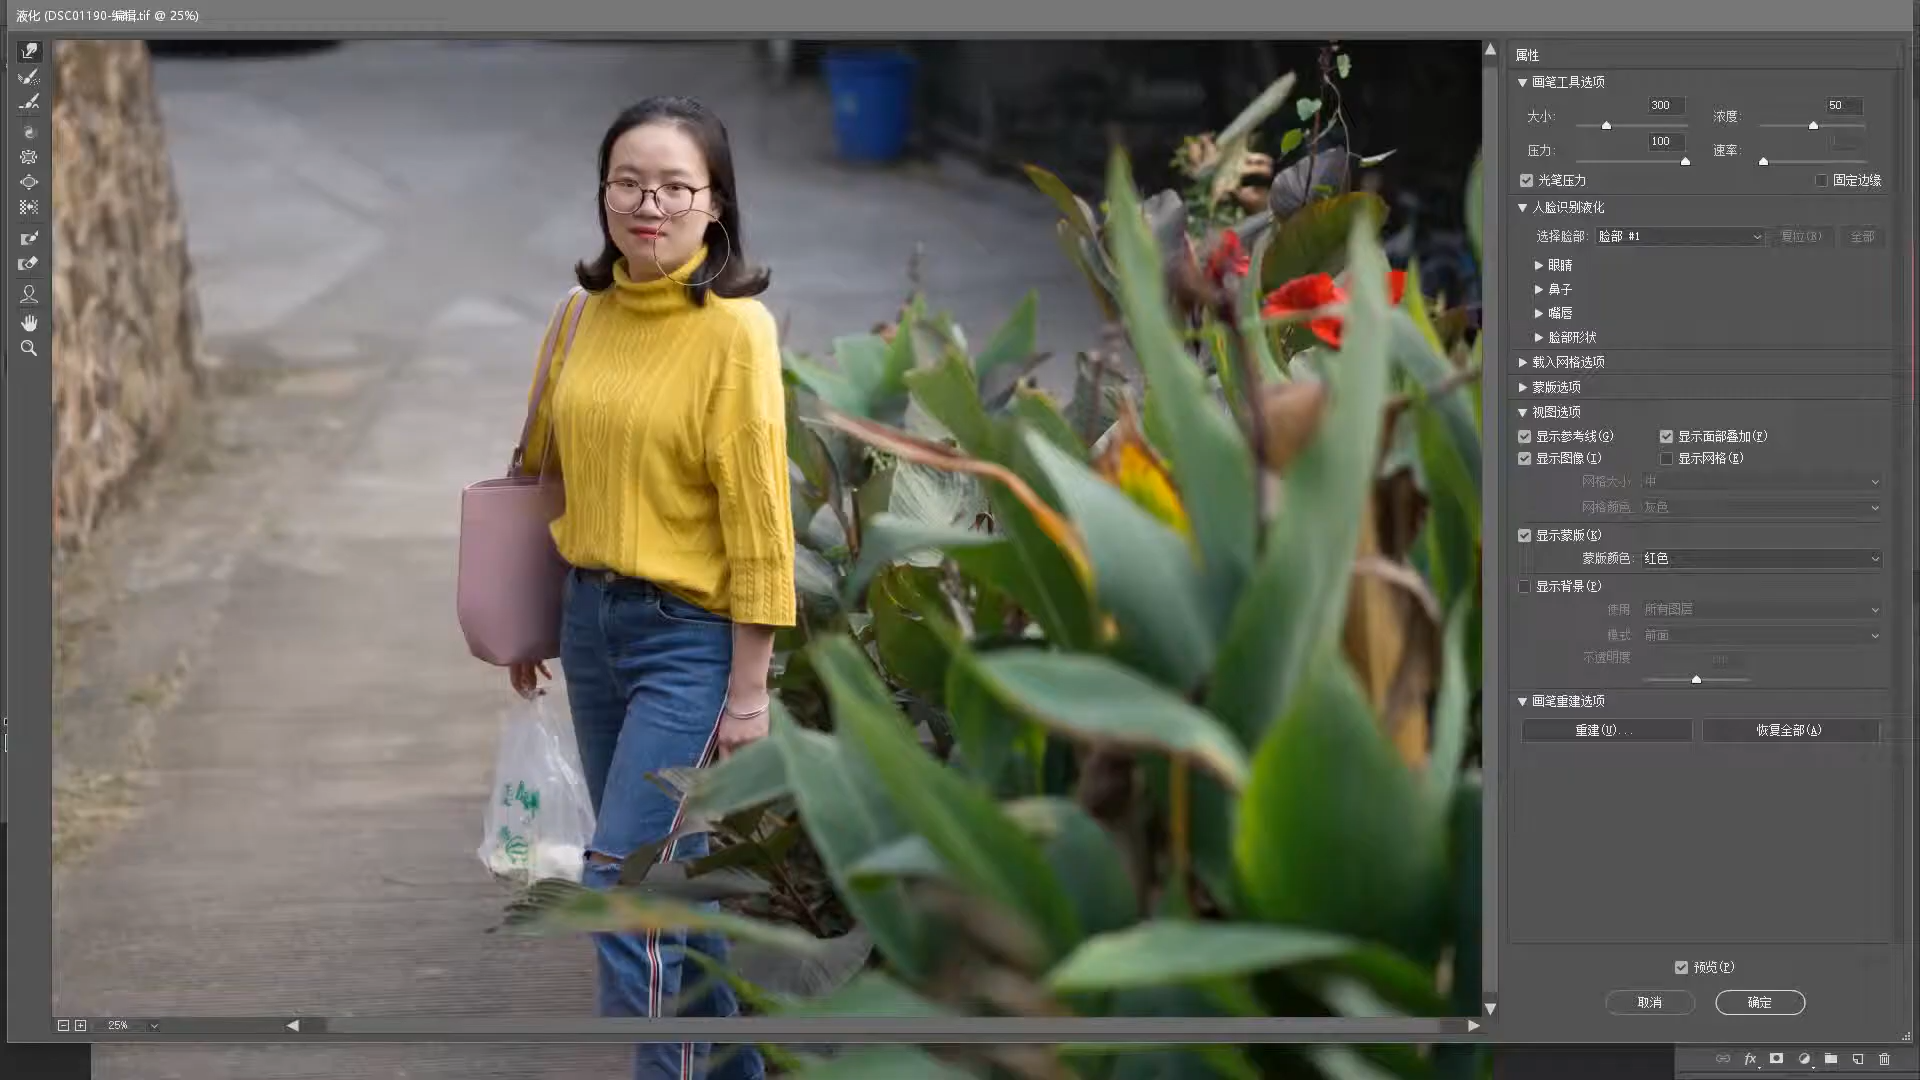 液化 (DSC01190-编辑.tif @ 25%)
属性
画笔工具选项
大小: 300 浓度: 50
压力: 100 速率:
光笔压力 固定边缘
人脸识别液化
选择脸部: 脸部 #1 复位(R) 全部
眼睛
鼻子
嘴唇
脸部形状
载入网格选项
蒙版选项
视图选项
显示参考线(G) 显示面部叠加(F)
显示图像(I) 显示网格(E)
网格大小: 中
网格颜色: 灰色
显示蒙版(K)
蒙版颜色: 红色
显示背景(P)
使用: 所有图层
模式: 前面
不透明度
画笔重建选项
重建(U)... 恢复全部(A)
预览(P)
取消 确定
25%
fx